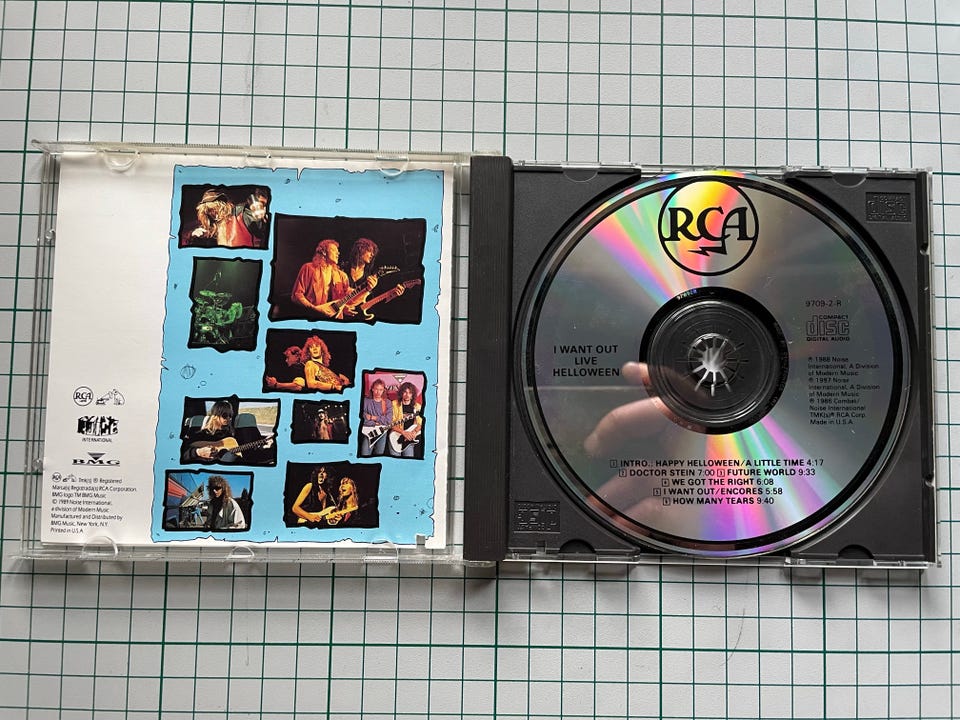 RCA
INTERNATIONAL
BMG
Tmk(s) ® Registered
Marca(s) Registrada(s) RCA Corporation.
BMG logo TM BMG Music
© 1989 Noise International,
a division of Modern Music
Manufactured and Distributed by
BMG Music, New York, N.Y.
Printed in U.S.A.
RCA
9709-2-R
COMPACT
disc
DIGITAL AUDIO
I WANT OUT
LIVE
HELLOWEEN
℗ 1988 Noise
International, A Division
of Modern Music
℗ 1987 Noise
International, A Division
of Modern Music
℗ 1986 Combat/
Noise International
TMK(s)® RCA Corp.
Made in U.S.A.
1 INTRO.: HAPPY HELLOWEEN/A LITTLE TIME 4:17
2 DOCTOR STEIN 7:00 3 FUTURE WORLD 9:33
4 WE GOT THE RIGHT 6:08
5 I WANT OUT/ENCORES 5:58
6 HOW MANY TEARS 9:40